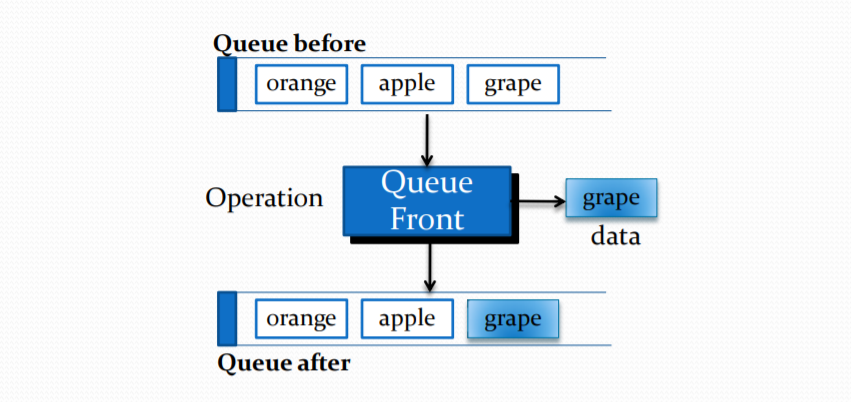 Queue before
orange apple grape
Operation
Queue
Front
grape
data
orange apple grape
Queue after